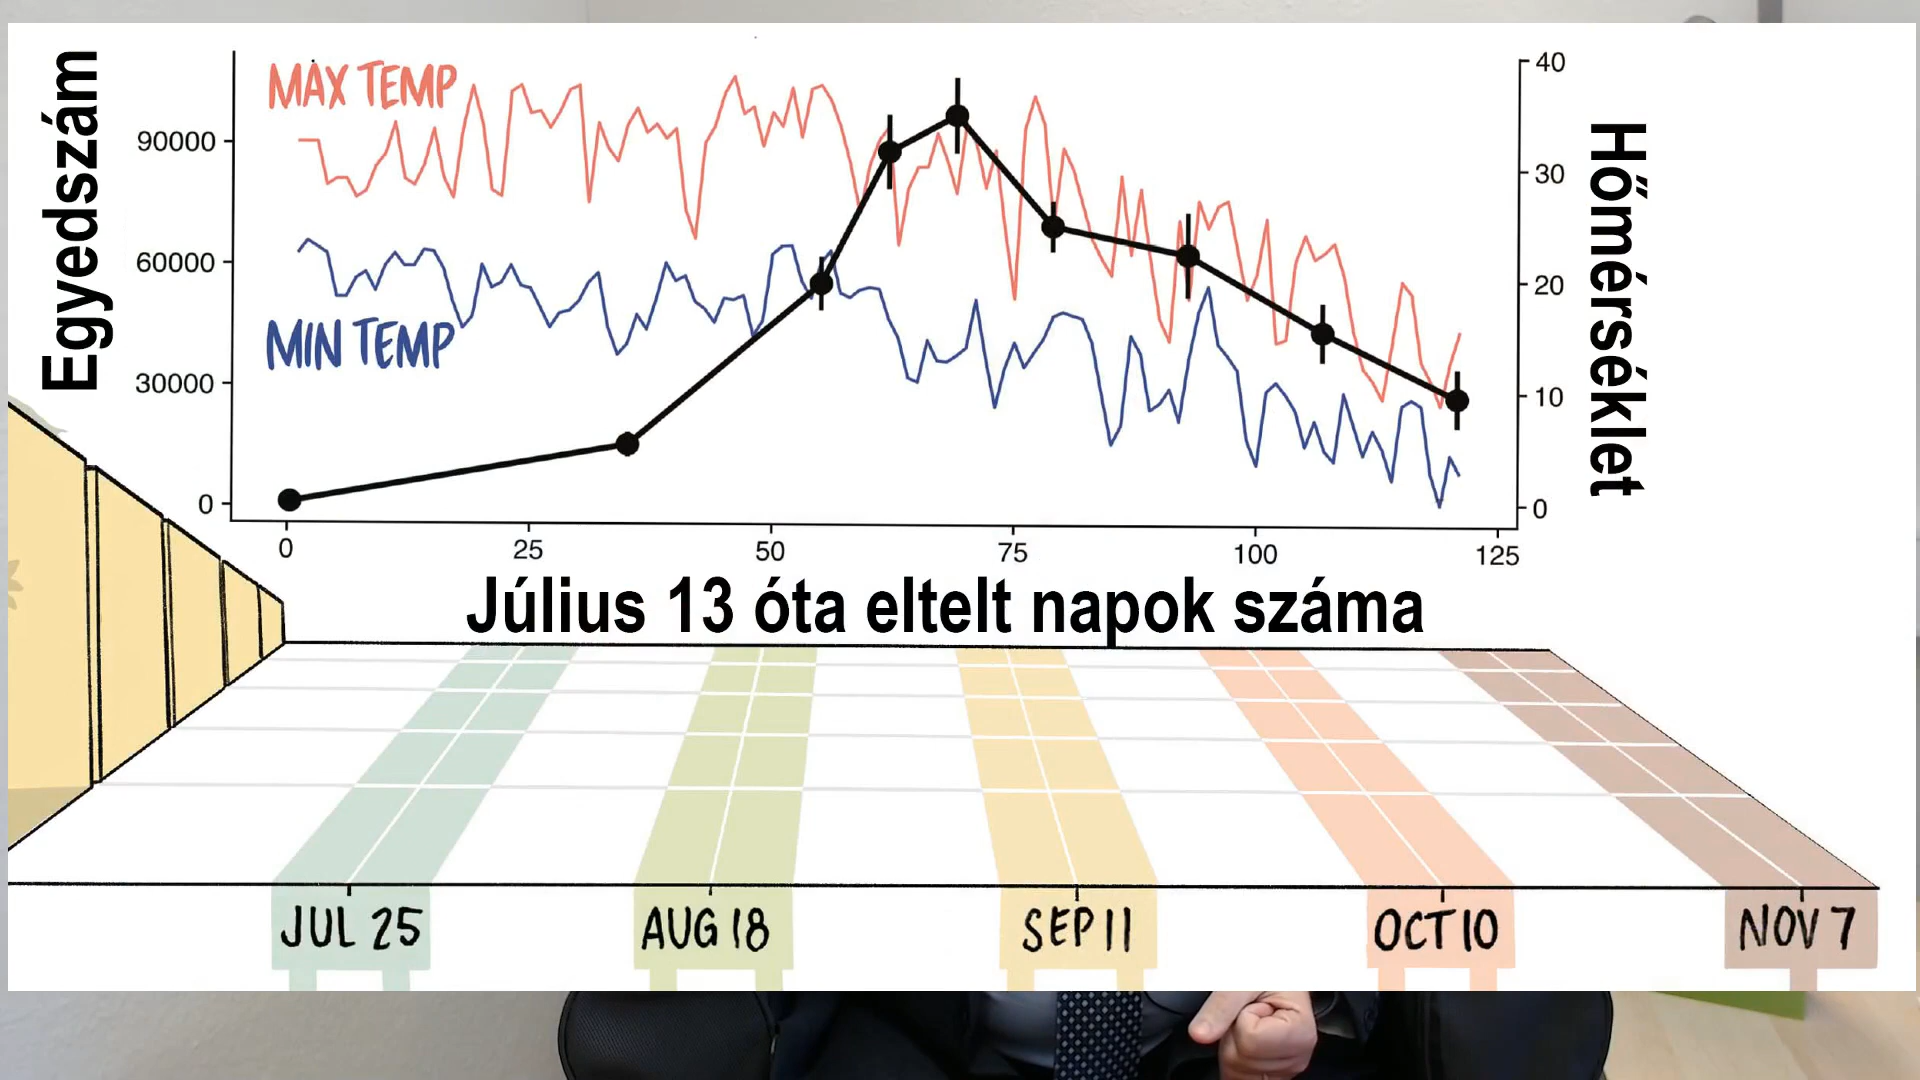 Egyedszám
MAX TEMP
MIN TEMP
90000
60000
30000
0
40
30
20
10
0
Hőmérséklet
0 25 50 75 100 125
Július 13 óta eltelt napok száma
JUL 25 AUG 18 SEP 11 OCT 10 NOV 7